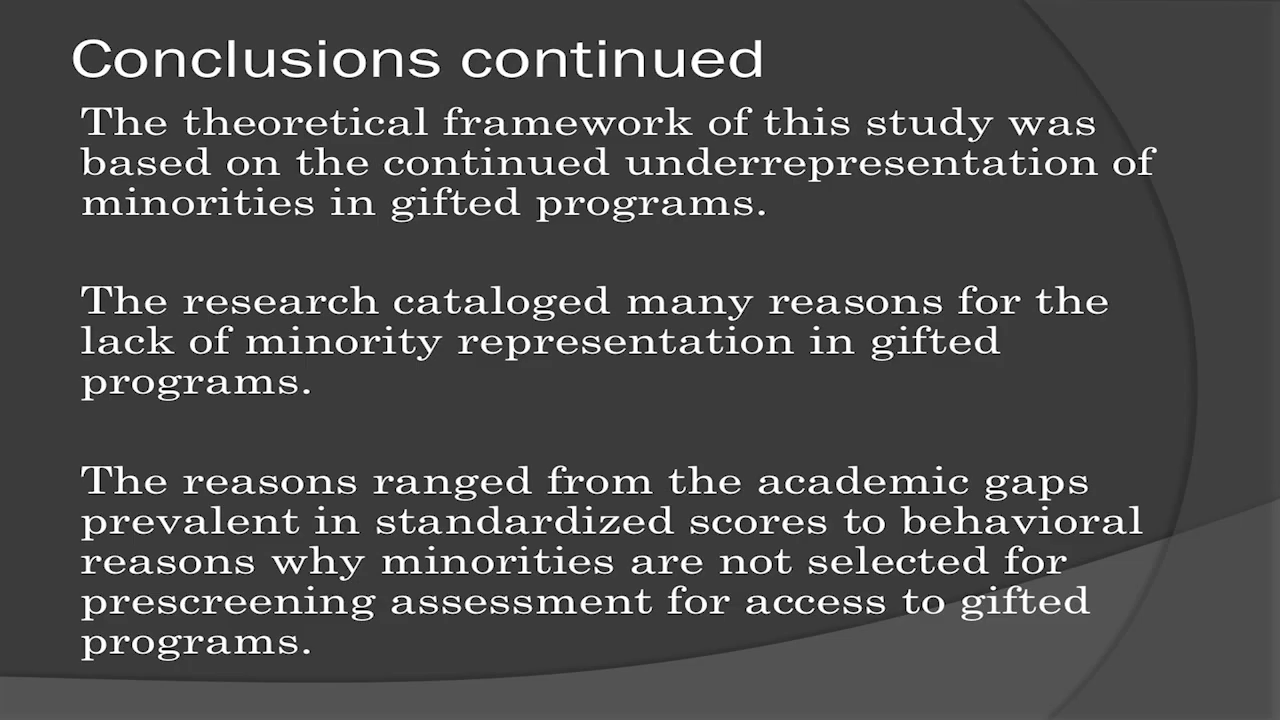 Conclusions continued
The theoretical framework of this study was
based on the continued underrepresentation of
minorities in gifted programs.
The research cataloged many reasons for the
lack of minority representation in gifted
programs.
The reasons ranged from the academic gaps
prevalent in standardized scores to behavioral
reasons why minorities are not selected for
prescreening assessment for access to gifted
programs.